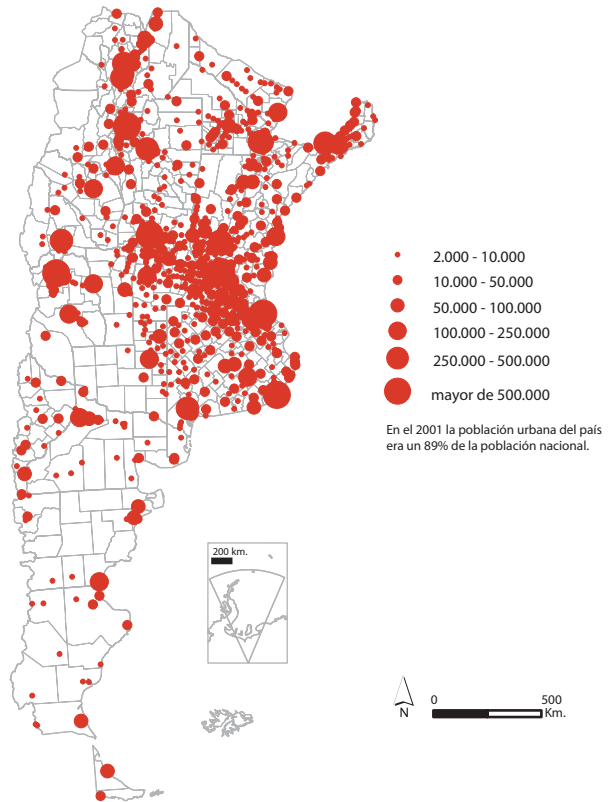 2.000 - 10.000
10.000 - 50.000
50.000 - 100.000
100.000 - 250.000
250.000 - 500.000
mayor de 500.000
En el 2001 la población urbana del país
era un 89% de la población nacional.
200 km.
N
0 500
Km.